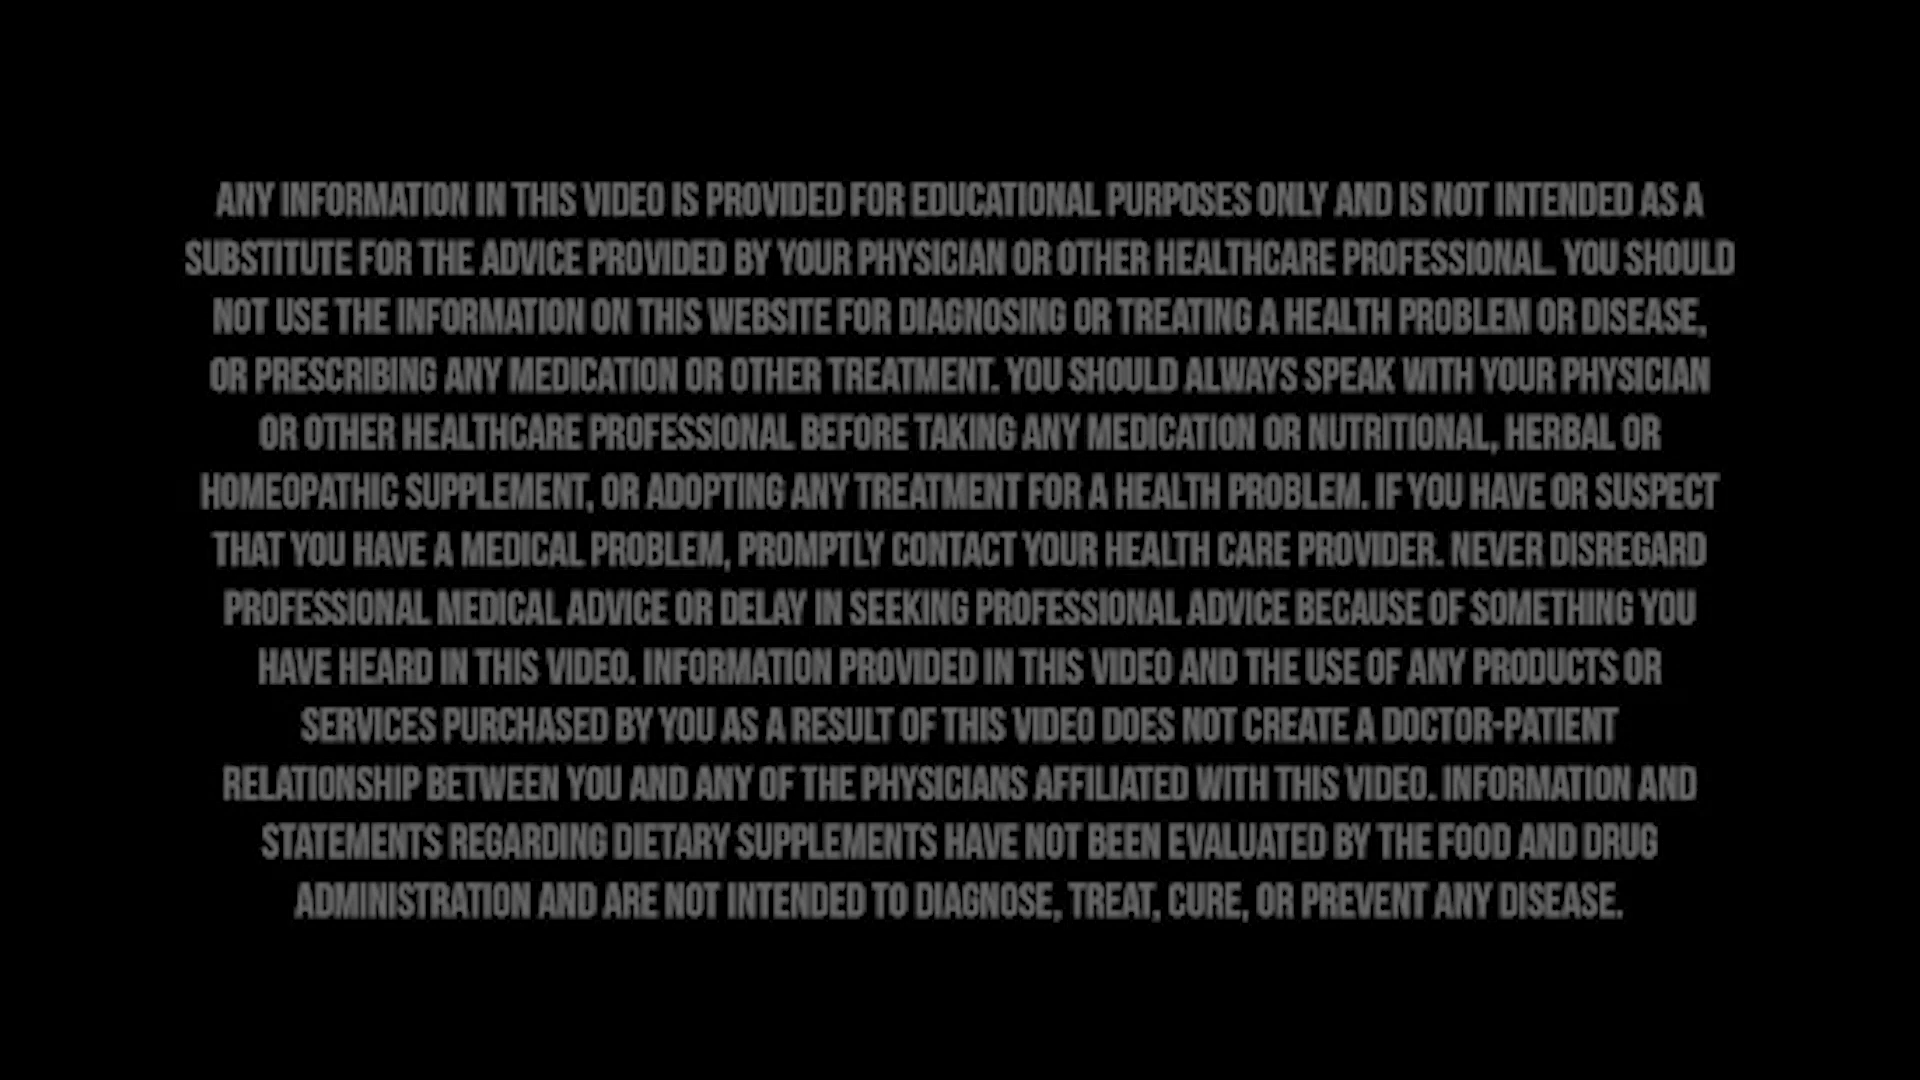 ANY INFORMATION IN THIS VIDEO IS PROVIDED FOR EDUCATIONAL PURPOSES ONLY AND IS NOT INTENDED AS A
SUBSTITUTE FOR THE ADVICE PROVIDED BY YOUR PHYSICIAN OR OTHER HEALTHCARE PROFESSIONAL. YOU SHOULD
NOT USE THE INFORMATION ON THIS WEBSITE FOR DIAGNOSING OR TREATING A HEALTH PROBLEM OR DISEASE,
OR PRESCRIBING ANY MEDICATION OR OTHER TREATMENT. YOU SHOULD ALWAYS SPEAK WITH YOUR PHYSICIAN
OR OTHER HEALTHCARE PROFESSIONAL BEFORE TAKING ANY MEDICATION OR NUTRITIONAL, HERBAL OR
HOMEOPATHIC SUPPLEMENT, OR ADOPTING ANY TREATMENT FOR A HEALTH PROBLEM. IF YOU HAVE OR SUSPECT
THAT YOU HAVE A MEDICAL PROBLEM, PROMPTLY CONTACT YOUR HEALTH CARE PROVIDER. NEVER DISREGARD
PROFESSIONAL MEDICAL ADVICE OR DELAY IN SEEKING PROFESSIONAL ADVICE BECAUSE OF SOMETHING YOU
HAVE HEARD IN THIS VIDEO. INFORMATION PROVIDED IN THIS VIDEO AND THE USE OF ANY PRODUCTS OR
SERVICES PURCHASED BY YOU AS A RESULT OF THIS VIDEO DOES NOT CREATE A DOCTOR-PATIENT
RELATIONSHIP BETWEEN YOU AND ANY OF THE PHYSICIANS AFFILIATED WITH THIS VIDEO. INFORMATION AND
STATEMENTS REGARDING DIETARY SUPPLEMENTS HAVE NOT BEEN EVALUATED BY THE FOOD AND DRUG
ADMINISTRATION AND ARE NOT INTENDED TO DIAGNOSE, TREAT, CURE, OR PREVENT ANY DISEASE.